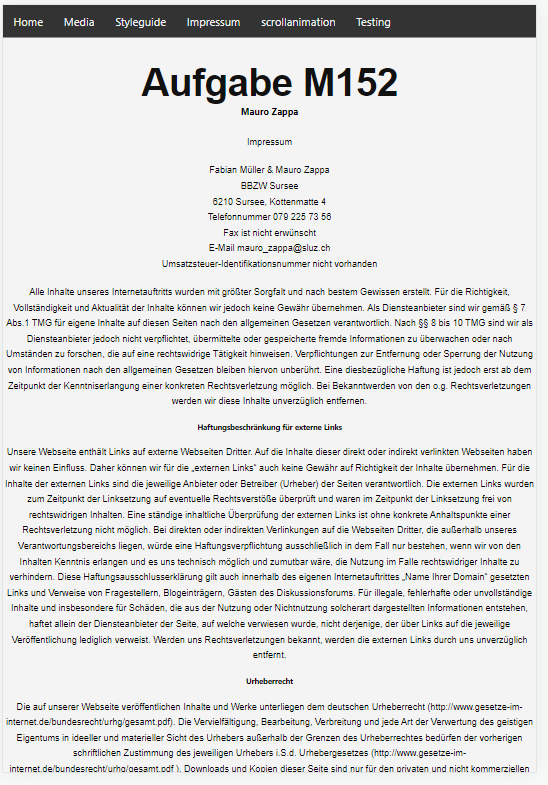 Home Media Styleguide Impressum scrollanimation Testing
Aufgabe M152
Mauro Zappa
Impressum
Fabian Müller & Mauro Zappa
BBZW Sursee
6210 Sursee, Kottenmatte 4
Telefonnummer 079 225 73 56
Fax ist nicht erwünscht
E-Mail mauro_zappa@sluz.ch
Umsatzsteuer-Identifikationsnummer nicht vorhanden
Alle Inhalte unseres Internetauftritts wurden mit größter Sorgfalt und nach bestem Gewissen erstellt. Für die Richtigkeit,
Vollständigkeit und Aktualität der Inhalte können wir jedoch keine Gewähr übernehmen. Als Diensteanbieter sind wir gemäß § 7
Abs.1 TMG für eigene Inhalte auf diesen Seiten nach den allgemeinen Gesetzen verantwortlich. Nach §§ 8 bis 10 TMG sind wir als
Diensteanbieter jedoch nicht verpflichtet, übermittelte oder gespeicherte fremde Informationen zu überwachen oder nach
Umständen zu forschen, die auf eine rechtswidrige Tätigkeit hinweisen. Verpflichtungen zur Entfernung oder Sperrung der Nutzung
von Informationen nach den allgemeinen Gesetzen bleiben hiervon unberührt. Eine diesbezügliche Haftung ist jedoch erst ab dem
Zeitpunkt der Kenntniserlangung einer konkreten Rechtsverletzung möglich. Bei Bekanntwerden von den o.g. Rechtsverletzungen
werden wir diese Inhalte unverzüglich entfernen.
Haftungsbeschränkung für externe Links
Unsere Webseite enthält Links auf externe Webseiten Dritter. Auf die Inhalte dieser direkt oder indirekt verlinkten Webseiten haben
wir keinen Einfluss. Daher können wir für die „externen Links“ auch keine Gewähr auf Richtigkeit der Inhalte übernehmen. Für die
Inhalte der externen Links sind die jeweilige Anbieter oder Betreiber (Urheber) der Seiten verantwortlich. Die externen Links wurden
zum Zeitpunkt der Linksetzung auf eventuelle Rechtsverstöße überprüft und waren im Zeitpunkt der Linksetzung frei von
rechtswidrigen Inhalten. Eine ständige inhaltliche Überprüfung der externen Links ist ohne konkrete Anhaltspunkte einer
Rechtsverletzung nicht möglich. Bei direkten oder indirekten Verlinkungen auf die Webseiten Dritter, die außerhalb unseres
Verantwortungsbereichs liegen, würde eine Haftungsverpflichtung ausschließlich in dem Fall nur bestehen, wenn wir von den
Inhalten Kenntnis erlangen und es uns technisch möglich und zumutbar wäre, die Nutzung im Falle rechtswidriger Inhalte zu
verhindern. Diese Haftungsausschlusserklärung gilt auch innerhalb des eigenen Internetauftrittes „Name Ihrer Domain“ gesetzten
Links und Verweise von Fragestellern, Blogeinträgern, Gästen des Diskussionsforums. Für illegale, fehlerhafte oder unvollständige
Inhalte und insbesondere für Schäden, die aus der Nutzung oder Nichtnutzung solcherart dargestellten Informationen entstehen,
haftet allein der Diensteanbieter der Seite, auf welche verwiesen wurde, nicht derjenige, der über Links auf die jeweilige
Veröffentlichung lediglich verweist. Werden uns Rechtsverletzungen bekannt, werden die externen Links durch uns unverzüglich
entfernt.
Urheberrecht
Die auf unserer Webseite veröffentlichen Inhalte und Werke unterliegen dem deutschen Urheberrecht (http://www.gesetze-im-
internet.de/bundesrecht/urhg/gesamt.pdf). Die Vervielfältigung, Bearbeitung, Verbreitung und jede Art der Verwertung des geistigen
Eigentums in ideeller und materieller Sicht des Urhebers außerhalb der Grenzen des Urheberrechtes bedürfen der vorherigen
schriftlichen Zustimmung des jeweiligen Urhebers i.S.d. Urhebergesetzes (http://www.gesetze-im-
internet.de/bundesrecht/urhg/gesamt.pdf ). Downloads und Kopien dieser Seite sind nur für den privaten und nicht kommerziellen